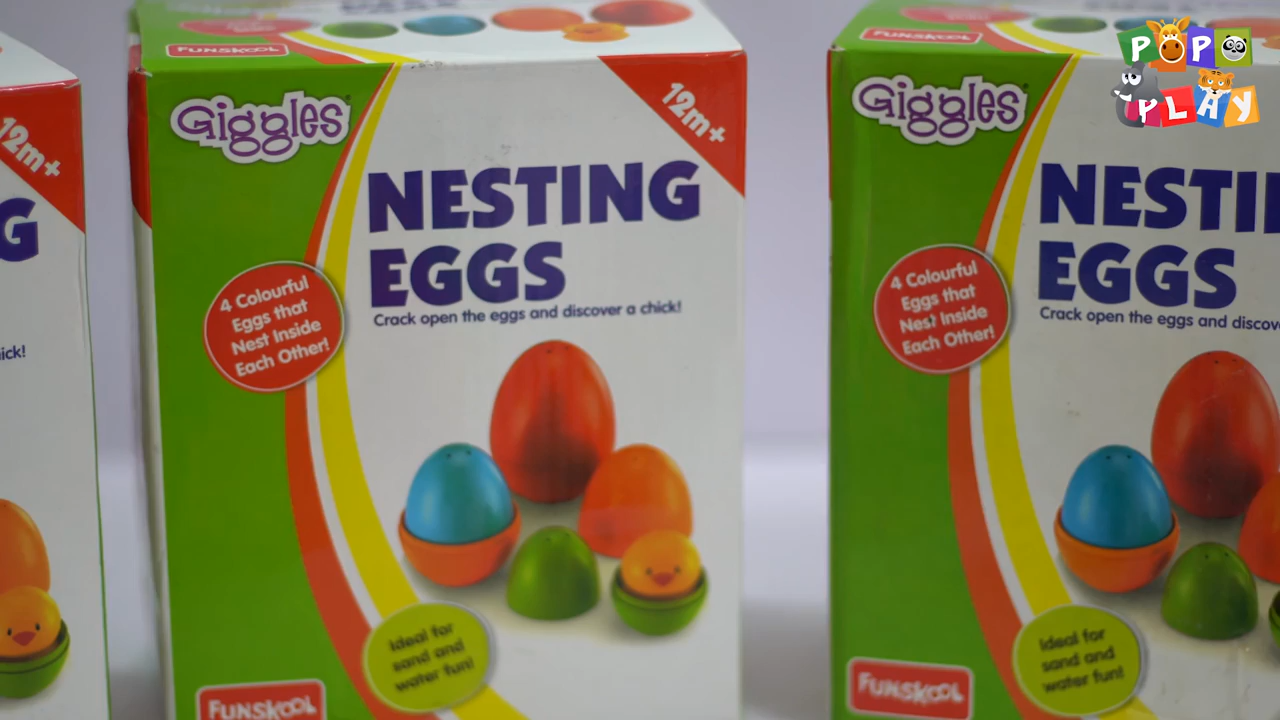 POPO
PLAY
12m+
G
ick!
FUNSKOOL
Giggles
12m+
NESTING
EGGS
Crack open the eggs and discover a chick!
4 Colourful
Eggs that
Nest Inside
Each Other!
Ideal for
sand and
water fun!
FUNSKOOL
FUNSKOOL
Giggles
NESTI
EGGS
Crack open the eggs and discov
4 Colourful
Eggs that
Nest Inside
Each Other!
Ideal for
sand and
water fun!
FUNSKOOL